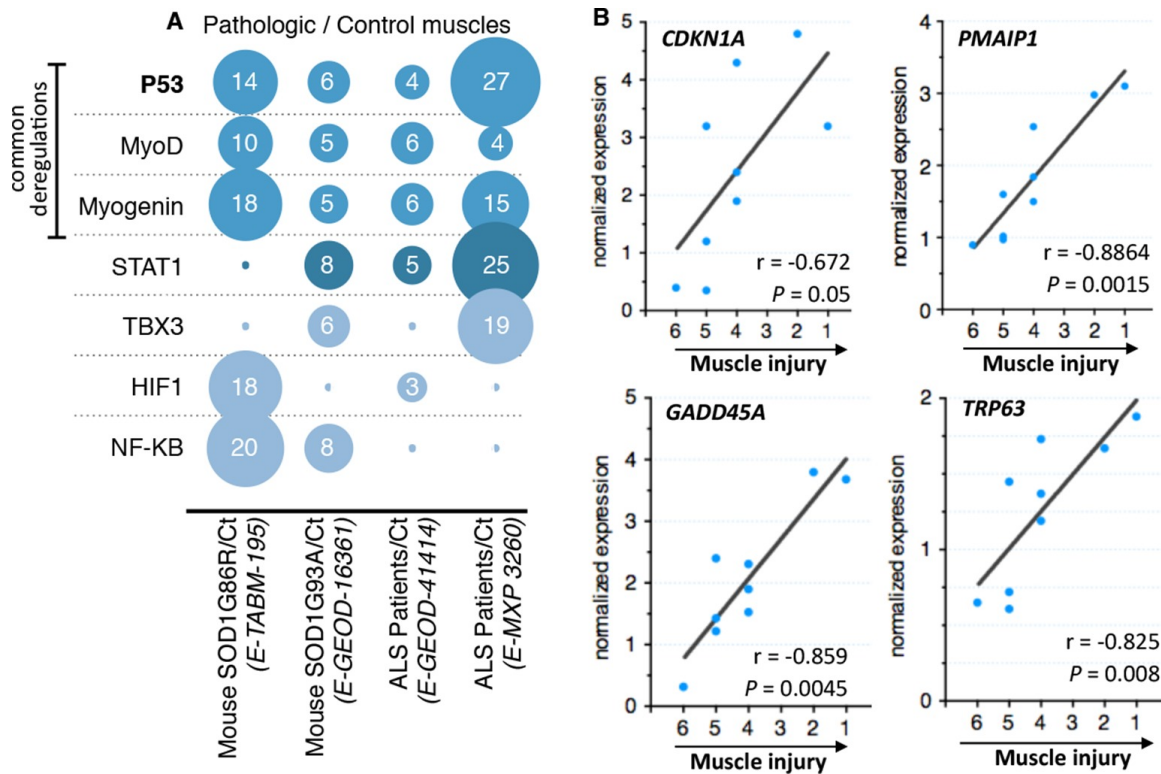 A Pathologic / Control muscles
common
deregulations
P53 14 6 4 27
MyoD 10 5 6 4
Myogenin 18 5 6 15
STAT1 8 5 25
TBX3 6 19
HIF1 18 3
NF-KB 20 8
Mouse SOD1G86R/Ct
(E-TABM-195)
Mouse SOD1G93A/Ct
(E-GEOD-16361)
ALS Patients/Ct
(E-GEOD-41414)
ALS Patients/Ct
(E-MXP 3260)
B
CDKN1A
normalized expression
5
4
3
2
1
0
r = -0.672
P = 0.05
6 5 4 3 2 1
Muscle injury
PMAIP1
normalized expression
4
3
2
1
0
r = -0.8864
P = 0.0015
6 5 4 3 2 1
Muscle injury
GADD45A
normalized expression
5
4
3
2
1
0
r = -0.859
P = 0.0045
6 5 4 3 2 1
Muscle injury
TRP63
normalized expression
2
1
0
r = -0.825
P = 0.008
6 5 4 3 2 1
Muscle injury